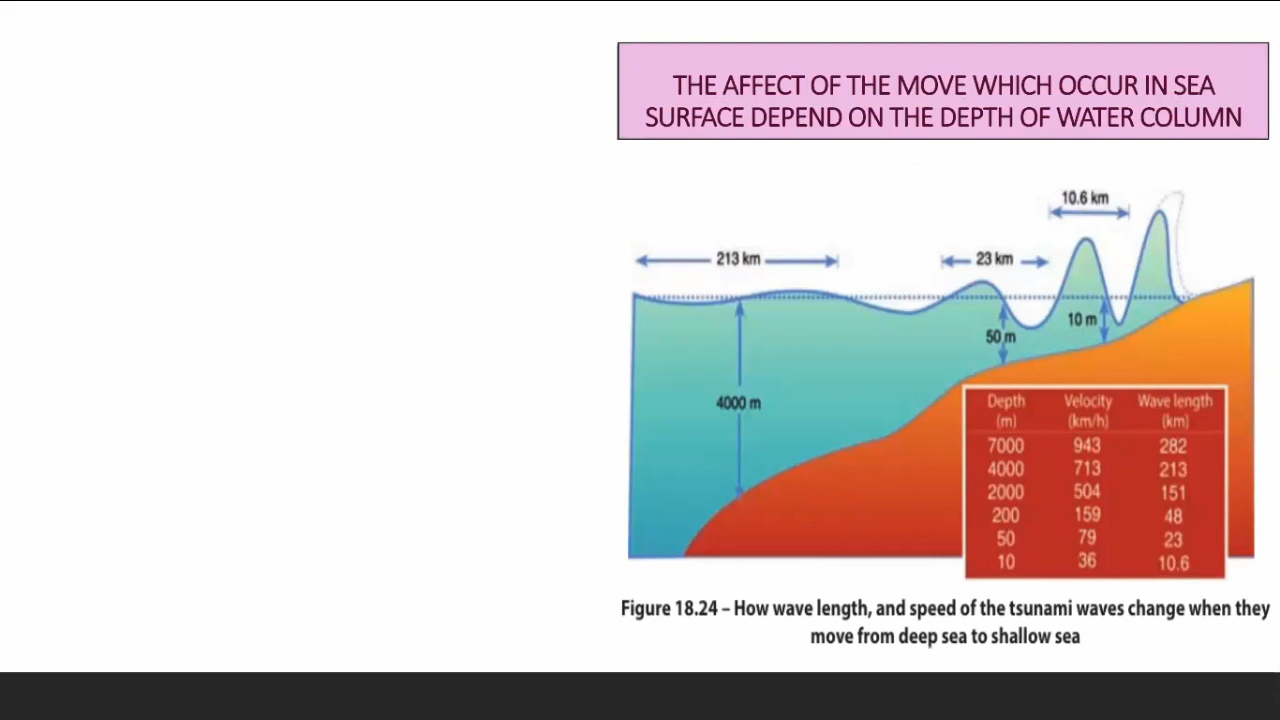 THE AFFECT OF THE MOVE WHICH OCCUR IN SEA
SURFACE DEPEND ON THE DEPTH OF WATER COLUMN
10.6 km
213 km
23 km
10 m
50 m
4000 m
Depth Velocity Wave length
(m) (km/h) (km)
7000 943 282
4000 713 213
2000 504 151
200 159 48
50 79 23
10 36 10.6
Figure 18.24 – How wave length, and speed of the tsunami waves change when they
move from deep sea to shallow sea